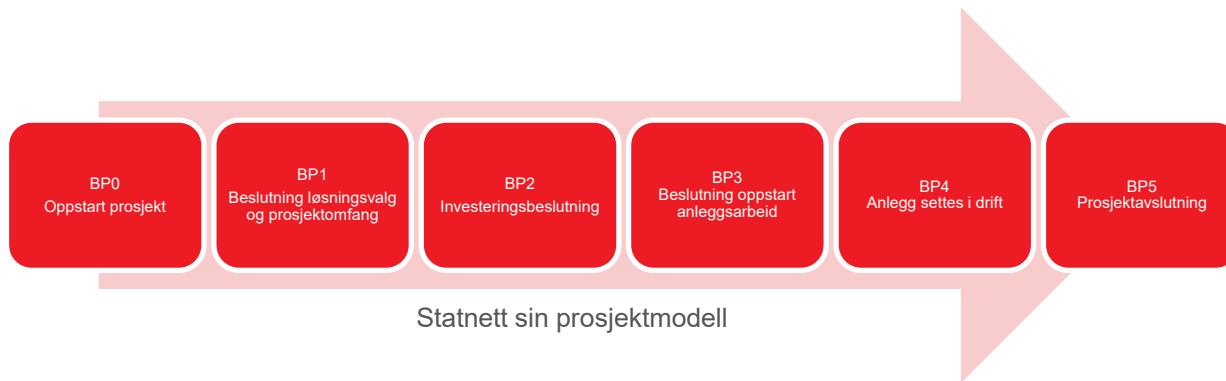 BP0
Oppstart prosjekt
BP1
Beslutning løsningsvalg
og prosjektomfang
BP2
Investeringsbeslutning
BP3
Beslutning oppstart
anleggsarbeid
BP4
Anlegg settes i drift
BP5
Prosjektavslutning
Statnett sin prosjektmodell